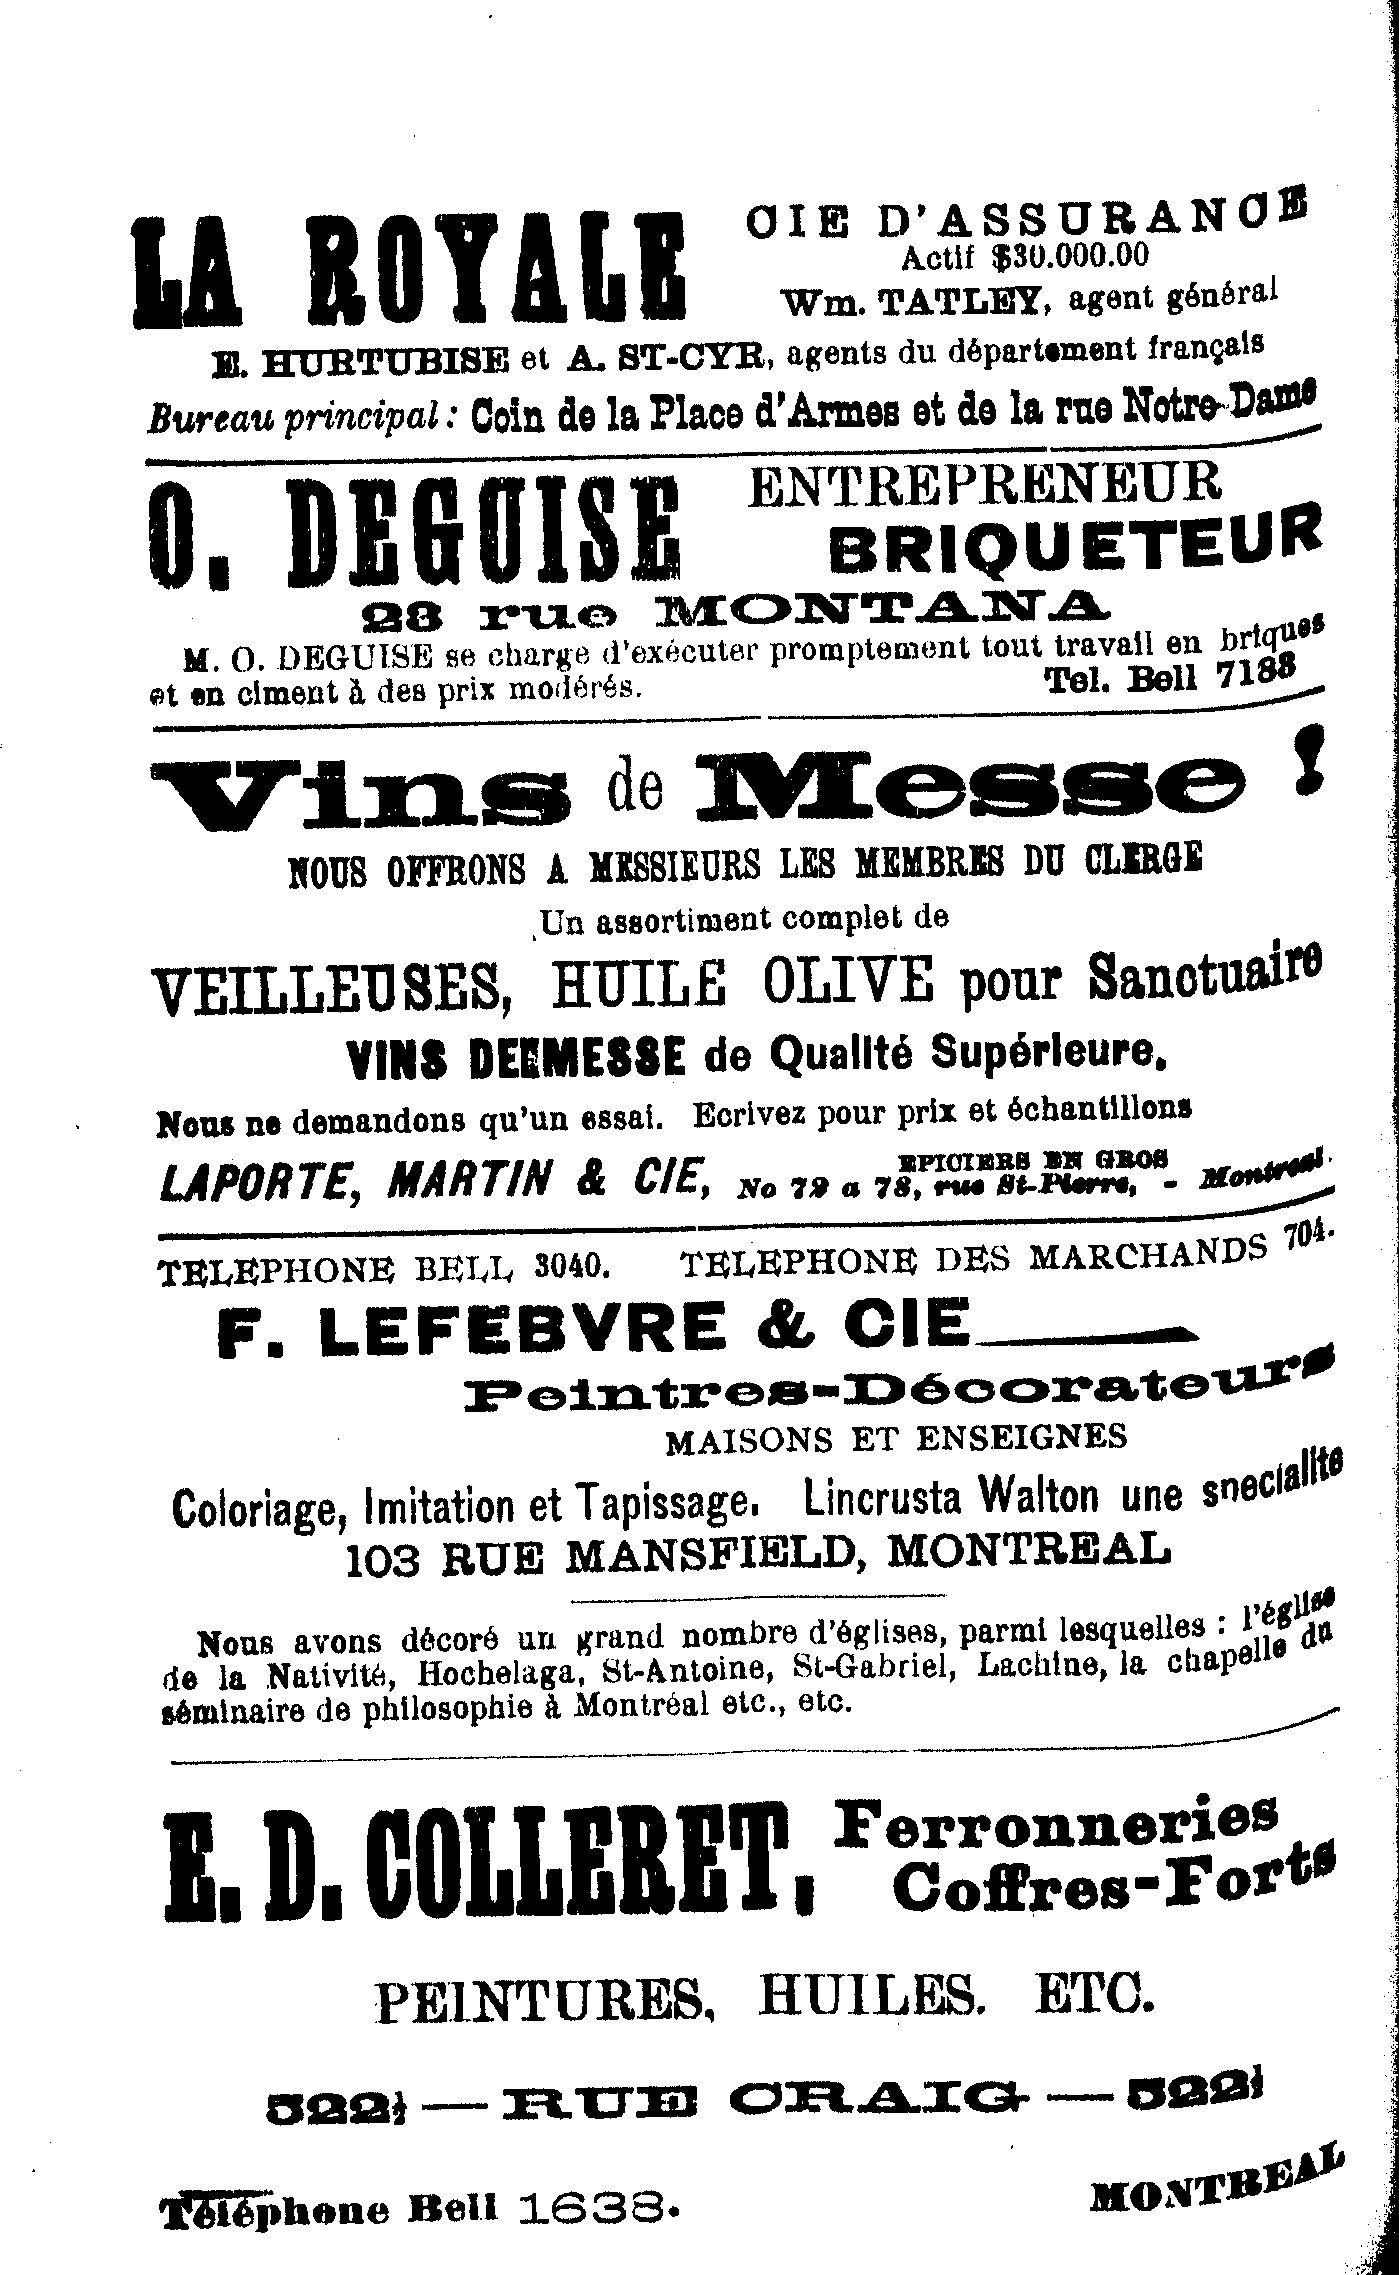 LA ROYALE CIE D'ASSURANCE
Actif $30.000.00
Wm. TATLEY, agent général
E. HURTUBISE et A. ST-CYR, agents du département français
Bureau principal : Coin de la Place d'Armes et de la rue Notre-Dame
O. DEGUISE ENTREPRENEUR
BRIQUETEUR
28 rue MONTANA
M. O. DEGUISE se charge d'exécuter promptement tout travail en briques
et en ciment à des prix modérés. Tel. Bell 7188
Vins de Messe !
NOUS OFFRONS A MESSIEURS LES MEMBRES DU CLERGE
Un assortiment complet de
VEILLEUSES, HUILE OLIVE pour Sanctuaire
VINS DE MESSE de Qualité Supérieure.
Nous ne demandons qu'un essai. Ecrivez pour prix et échantillons
LAPORTE, MARTIN & CIE, EPICIERS EN GROS
No 72 a 78, rue St-Pierre, - Montreal.
TELEPHONE BELL 3040. TELEPHONE DES MARCHANDS 704.
F. LEFEBVRE & CIE
Peintres-Décorateurs
MAISONS ET ENSEIGNES
Coloriage, Imitation et Tapissage. Lincrusta Walton une specialite
103 RUE MANSFIELD, MONTREAL
Nous avons décoré un grand nombre d'églises, parmi lesquelles : l'église
de la Nativité, Hochelaga, St-Antoine, St-Gabriel, Lachine, la chapelle du
séminaire de philosophie à Montréal etc., etc.
E. D. COLLERET, Ferronneries
Coffres-Forts
PEINTURES, HUILES. ETC.
522½ — RUE CRAIG — 522½
Téléphone Bell 1638. MONTREAL